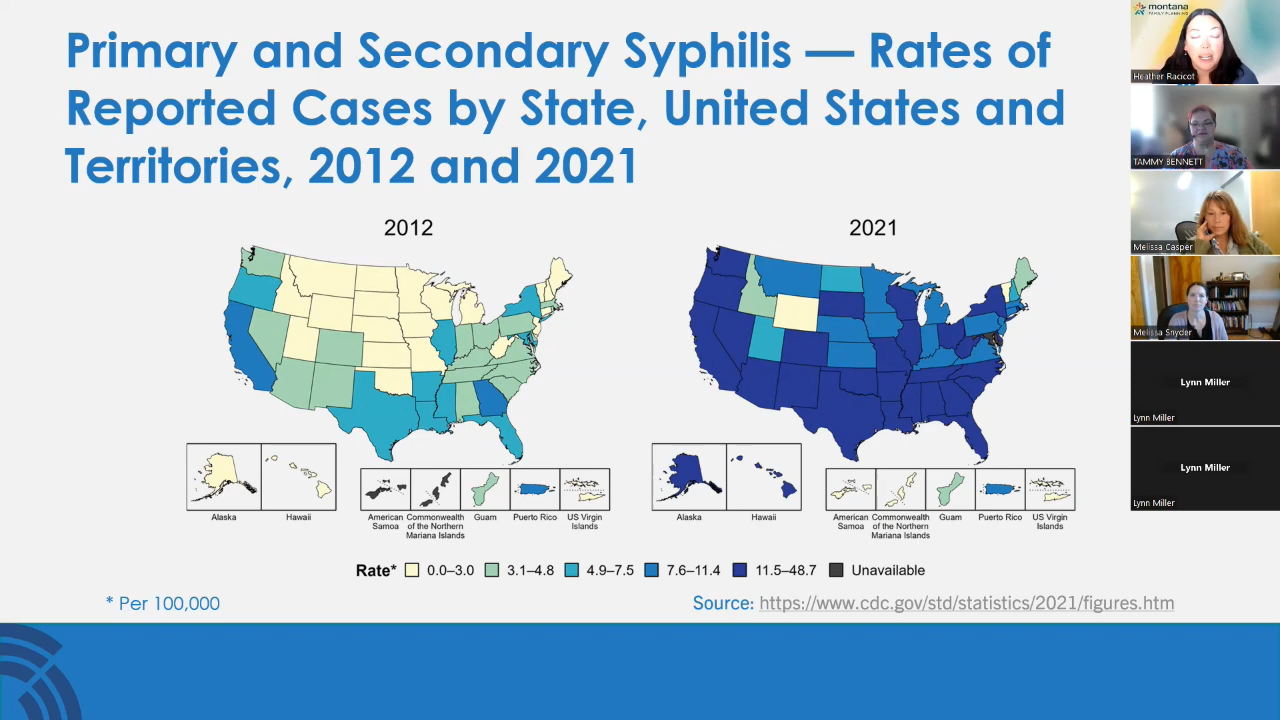 Primary and Secondary Syphilis — Rates of
Reported Cases by State, United States and
Territories, 2012 and 2021
2012
2021
Alaska
Hawaii
American
Samoa
Commonwealth
of the Northern
Mariana Islands
Guam
Puerto Rico
US Virgin
Islands
Alaska
Hawaii
American
Samoa
Commonwealth
of the Northern
Mariana Islands
Guam
Puerto Rico
US Virgin
Islands
Rate* 0.0–3.0 3.1–4.8 4.9–7.5 7.6–11.4 11.5–48.7 Unavailable
* Per 100,000
Source: https://www.cdc.gov/std/statistics/2021/figures.htm
montana
FAMILY PLANNING
Heather Racicot
TAMMY BENNETT
Melissa Casper
Melissa Snyder
Lynn Miller
Lynn Miller
Lynn Miller
Lynn Miller